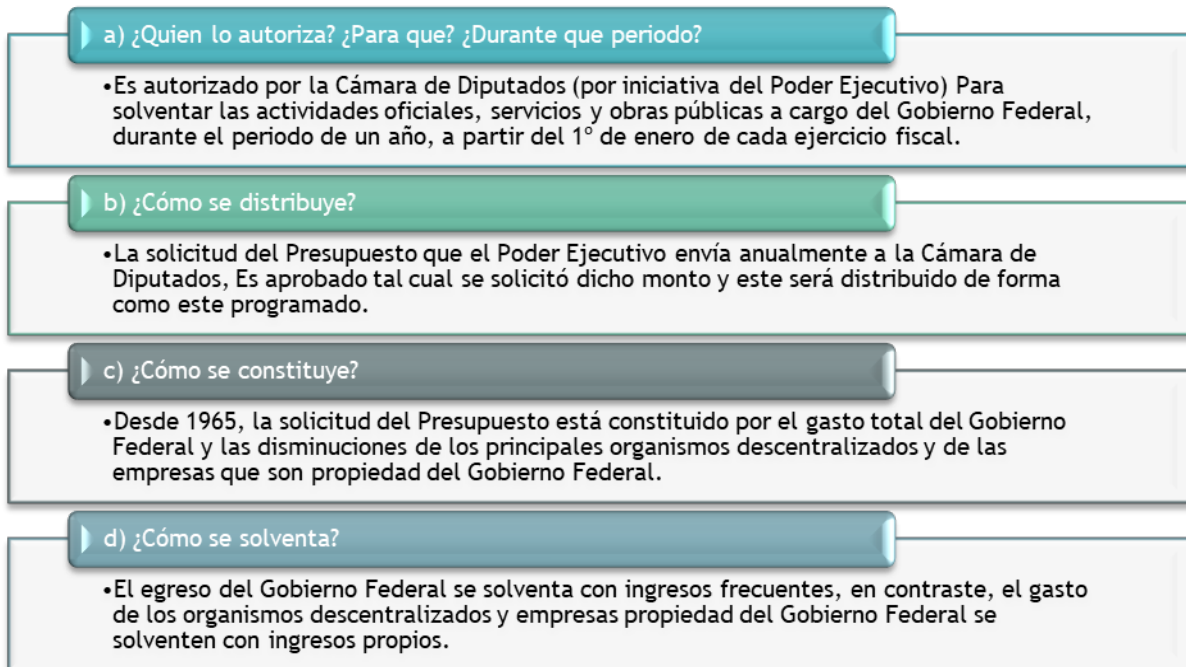 a) ¿Quien lo autoriza? ¿Para que? ¿Durante que periodo?
•Es autorizado por la Cámara de Diputados (por iniciativa del Poder Ejecutivo) Para
solventar las actividades oficiales, servicios y obras públicas a cargo del Gobierno Federal,
durante el periodo de un año, a partir del 1º de enero de cada ejercicio fiscal.
b) ¿Cómo se distribuye?
•La solicitud del Presupuesto que el Poder Ejecutivo envía anualmente a la Cámara de
Diputados, Es aprobado tal cual se solicitó dicho monto y este será distribuido de forma
como este programado.
c) ¿Cómo se constituye?
•Desde 1965, la solicitud del Presupuesto está constituido por el gasto total del Gobierno
Federal y las disminuciones de los principales organismos descentralizados y de las
empresas que son propiedad del Gobierno Federal.
d) ¿Cómo se solventa?
•El egreso del Gobierno Federal se solventa con ingresos frecuentes, en contraste, el gasto
de los organismos descentralizados y empresas propiedad del Gobierno Federal se
solventen con ingresos propios.